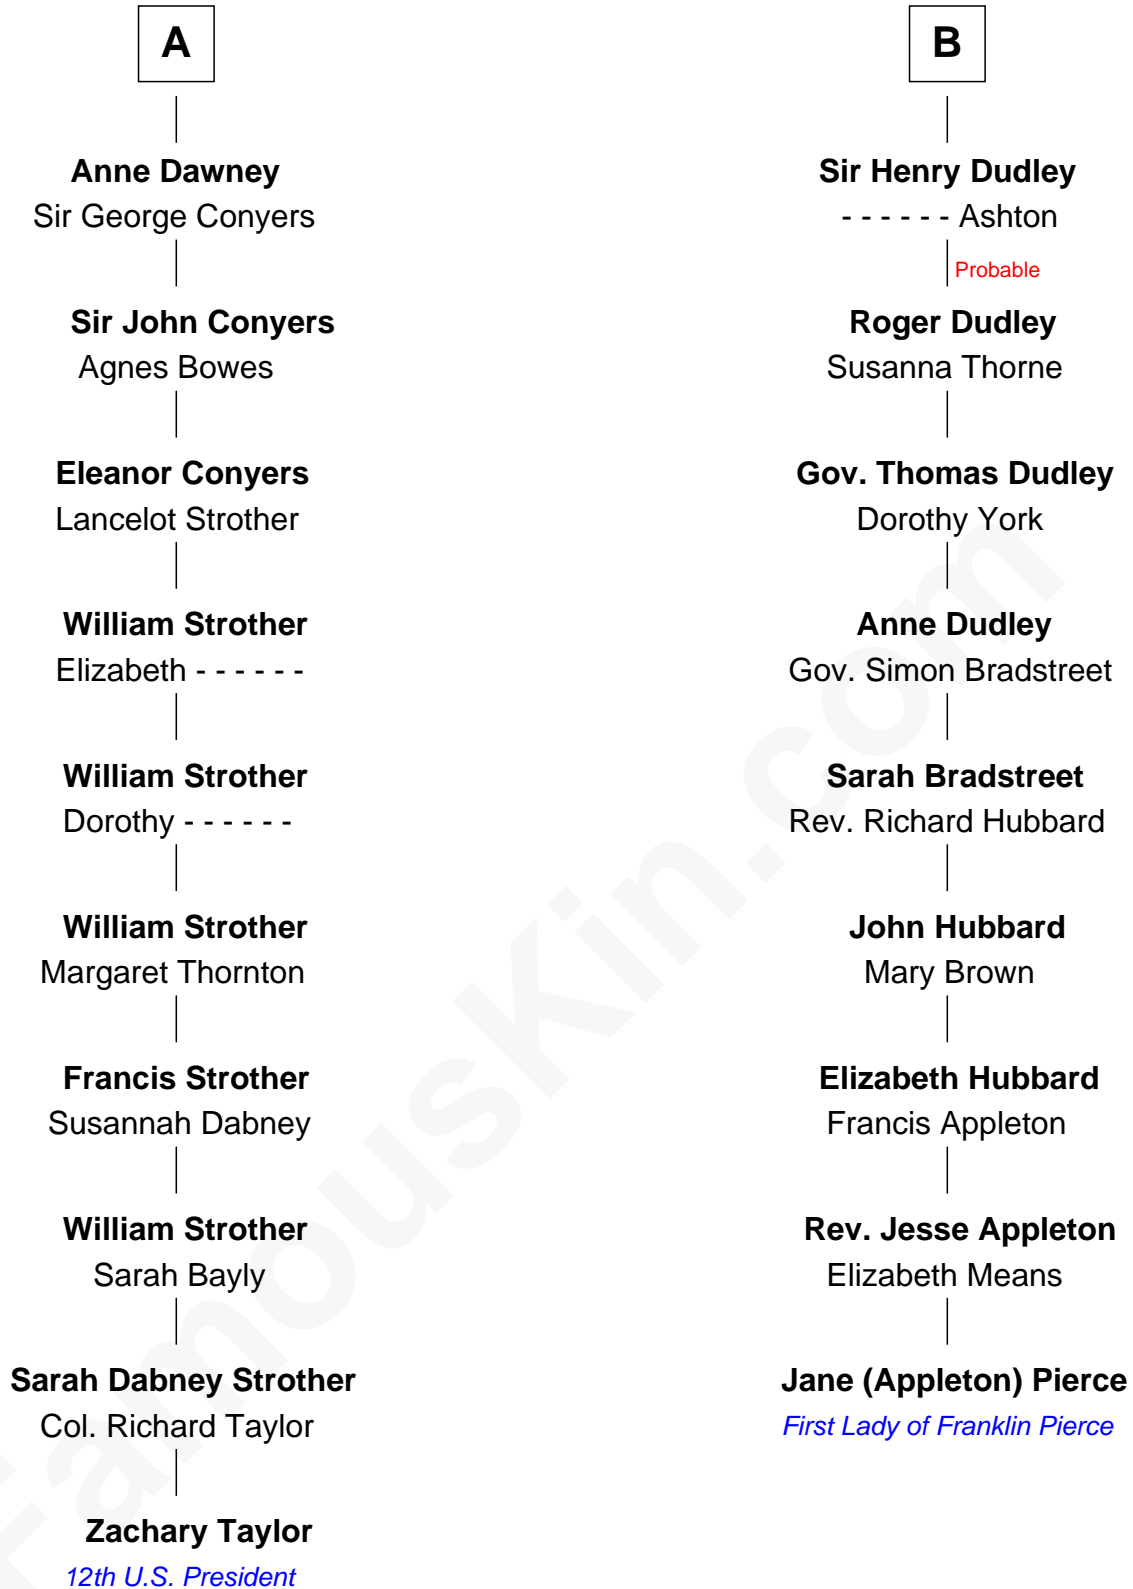 A
Anne Dawney
Sir George Conyers
Sir John Conyers
Agnes Bowes
Eleanor Conyers
Lancelot Strother
William Strother
Elizabeth - - - - - -
William Strother
Dorothy - - - - - -
William Strother
Margaret Thornton
Francis Strother
Susannah Dabney
William Strother
Sarah Bayly
Sarah Dabney Strother
Col. Richard Taylor
Zachary Taylor
12th U.S. President
B
Sir Henry Dudley
- - - - - - Ashton
Probable
Roger Dudley
Susanna Thorne
Gov. Thomas Dudley
Dorothy York
Anne Dudley
Gov. Simon Bradstreet
Sarah Bradstreet
Rev. Richard Hubbard
John Hubbard
Mary Brown
Elizabeth Hubbard
Francis Appleton
Rev. Jesse Appleton
Elizabeth Means
Jane (Appleton) Pierce
First Lady of Franklin Pierce
FamousKin.com